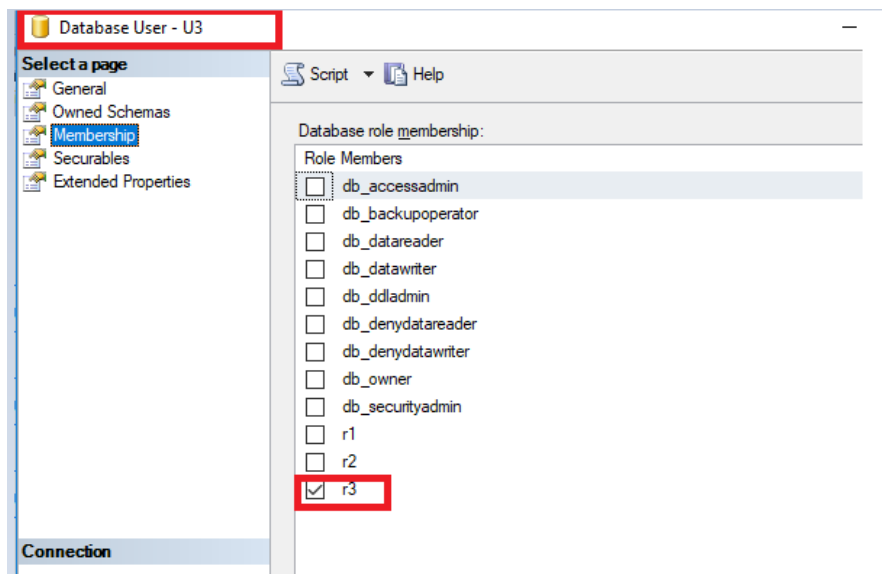 Database User - U3
Select a page
General
Owned Schemas
Membership
Securables
Extended Properties
Connection
Script
Help
Database role membership:
Role Members
db_accessadmin
db_backupoperator
db_datareader
db_datawriter
db_ddladmin
db_denydatareader
db_denydatawriter
db_owner
db_securityadmin
r1
r2
r3